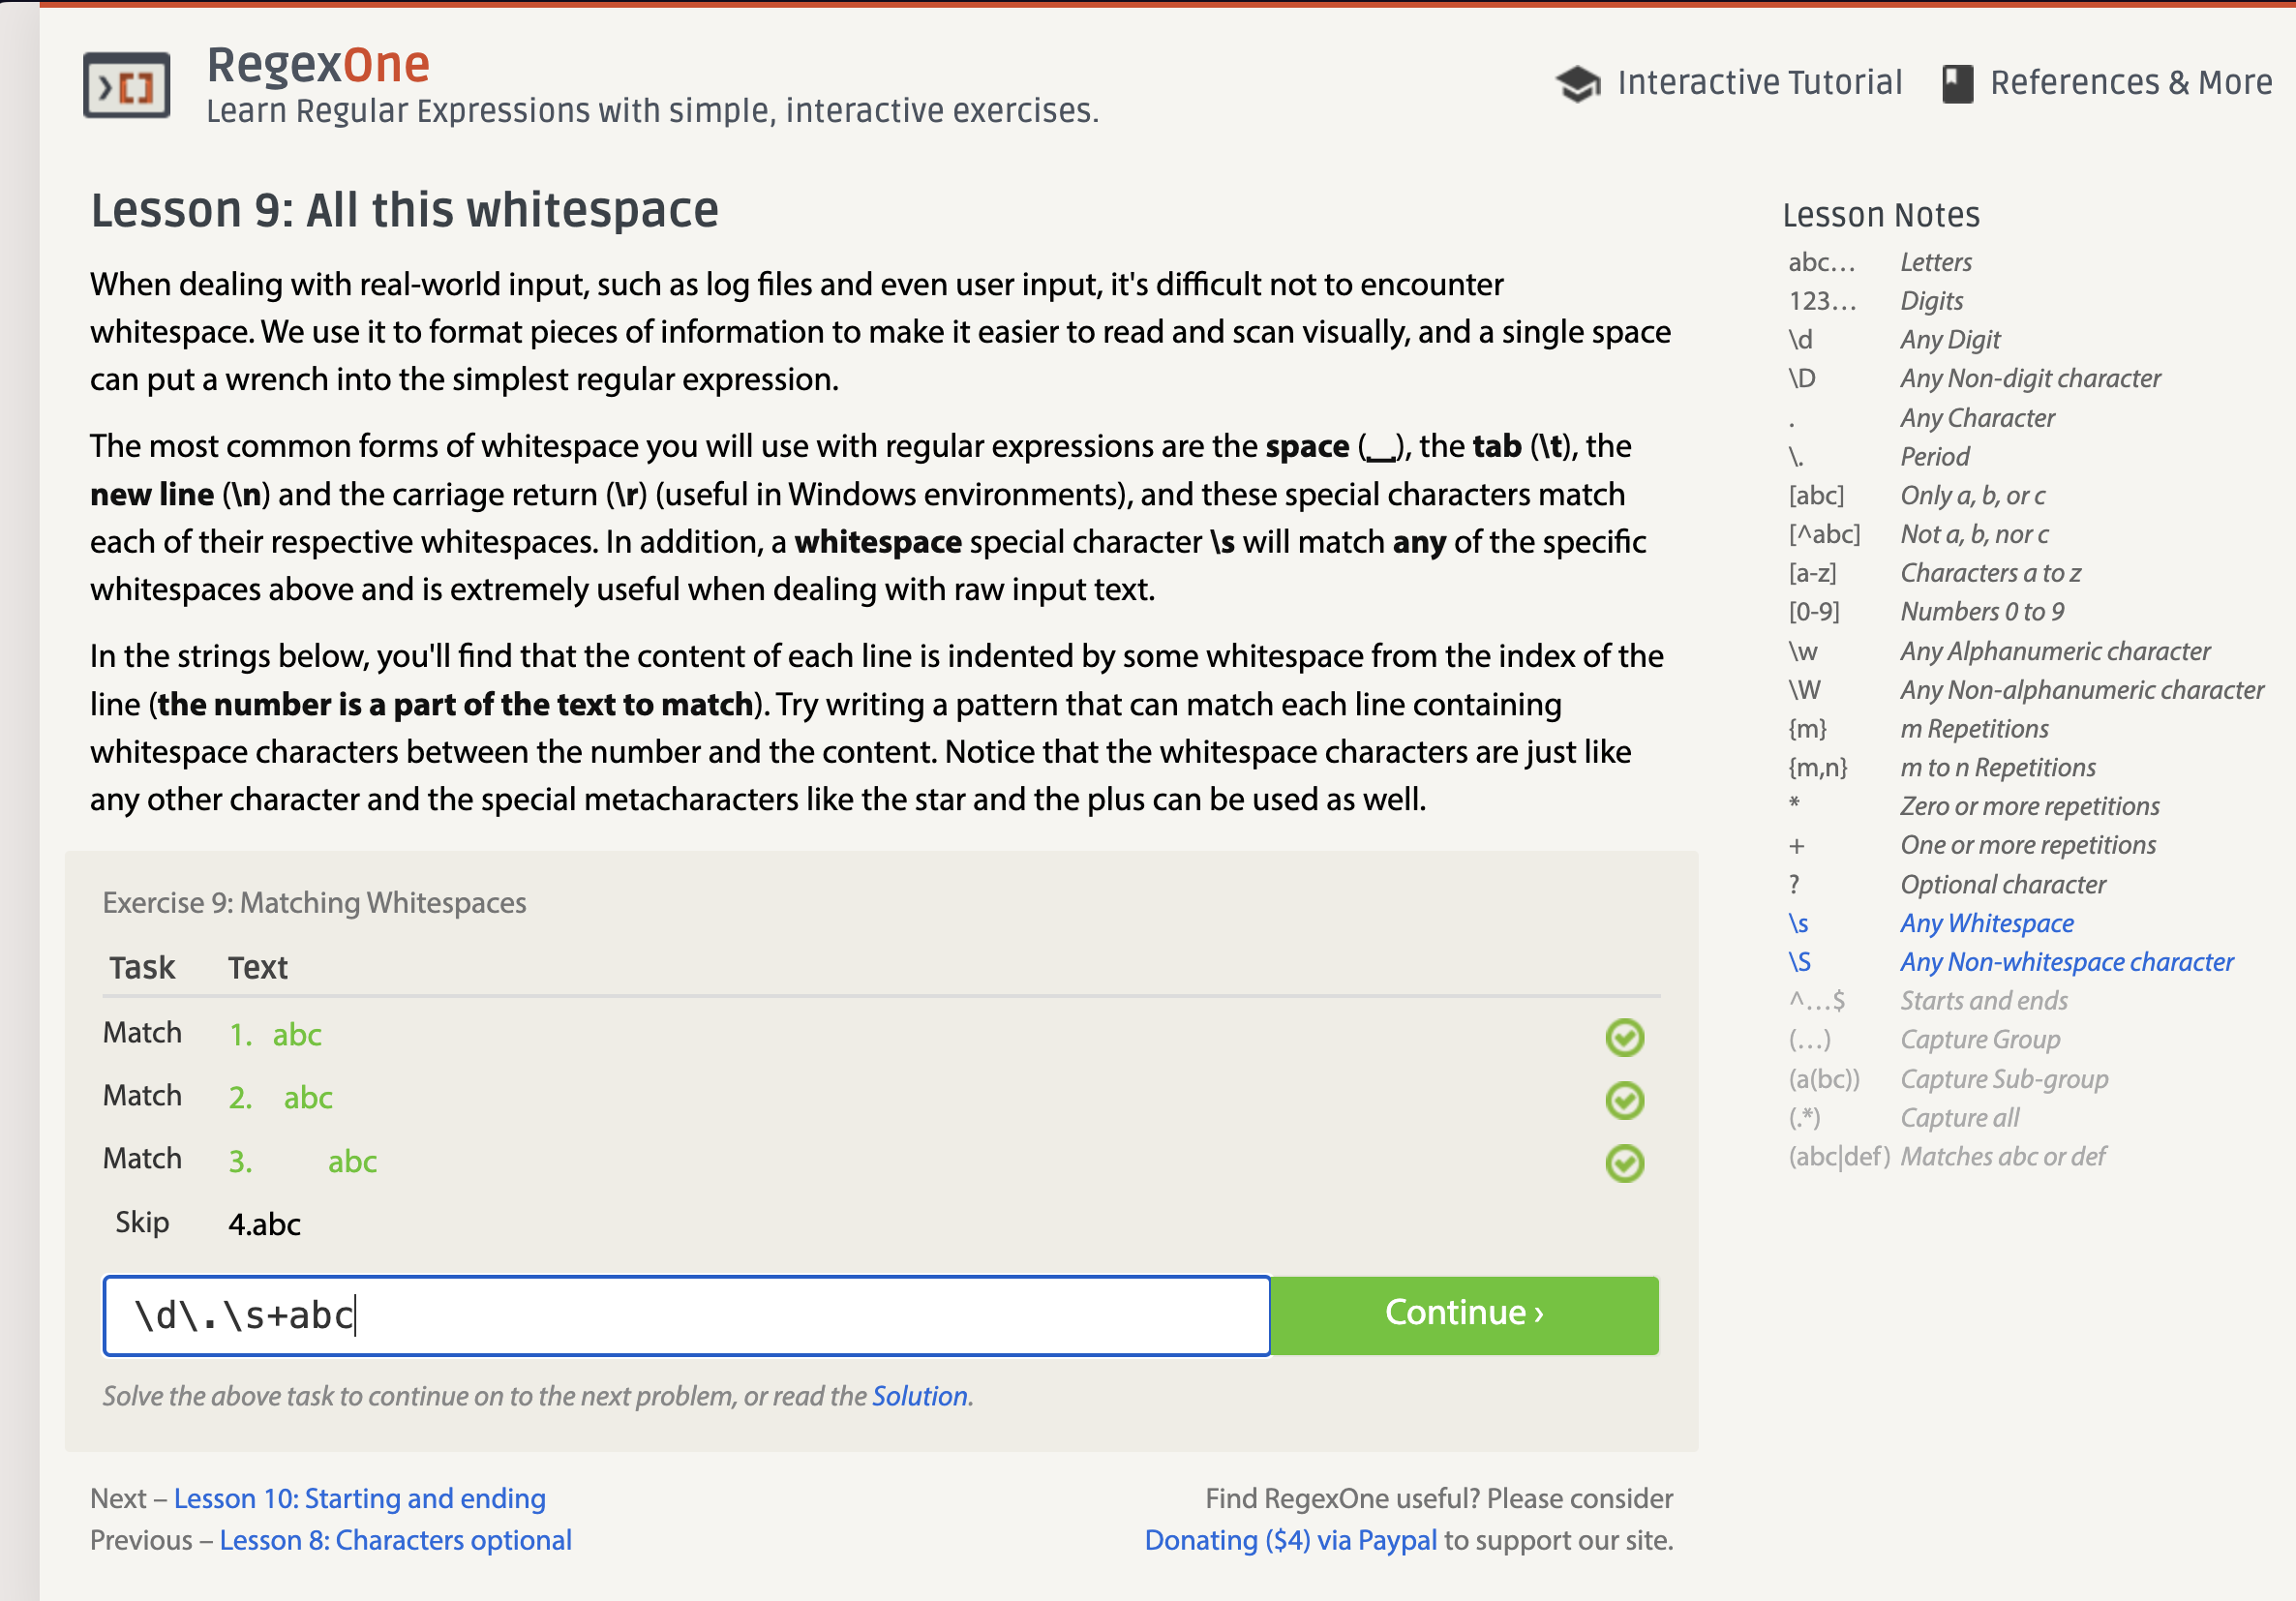 RegexOne
Learn Regular Expressions with simple, interactive exercises.
Interactive Tutorial
References & More
Lesson 9: All this whitespace
When dealing with real-world input, such as log files and even user input, it's difficult not to encounter
whitespace. We use it to format pieces of information to make it easier to read and scan visually, and a single space
can put a wrench into the simplest regular expression.
The most common forms of whitespace you will use with regular expressions are the space (␣), the tab (\t), the
new line (\n) and the carriage return (\r) (useful in Windows environments), and these special characters match
each of their respective whitespaces. In addition, a whitespace special character \s will match any of the specific
whitespaces above and is extremely useful when dealing with raw input text.
In the strings below, you'll find that the content of each line is indented by some whitespace from the index of the
line (the number is a part of the text to match). Try writing a pattern that can match each line containing
whitespace characters between the number and the content. Notice that the whitespace characters are just like
any other character and the special metacharacters like the star and the plus can be used as well.
Exercise 9: Matching Whitespaces
Task Text
Match 1.  abc
Match 2.   abc
Match 3.       abc
Skip 4.abc
\d\.\s+abc
Continue ›
Solve the above task to continue on to the next problem, or read the Solution.
Next – Lesson 10: Starting and ending
Previous – Lesson 8: Characters optional
Find RegexOne useful? Please consider
Donating ($4) via Paypal to support our site.
Lesson Notes
abc… Letters
123… Digits
\d Any Digit
\D Any Non-digit character
. Any Character
\. Period
[abc] Only a, b, or c
[^abc] Not a, b, nor c
[a-z] Characters a to z
[0-9] Numbers 0 to 9
\w Any Alphanumeric character
\W Any Non-alphanumeric character
{m} m Repetitions
{m,n} m to n Repetitions
* Zero or more repetitions
+ One or more repetitions
? Optional character
\s Any Whitespace
\S Any Non-whitespace character
^…$ Starts and ends
(…) Capture Group
(a(bc)) Capture Sub-group
(.*) Capture all
(abc|def) Matches abc or def